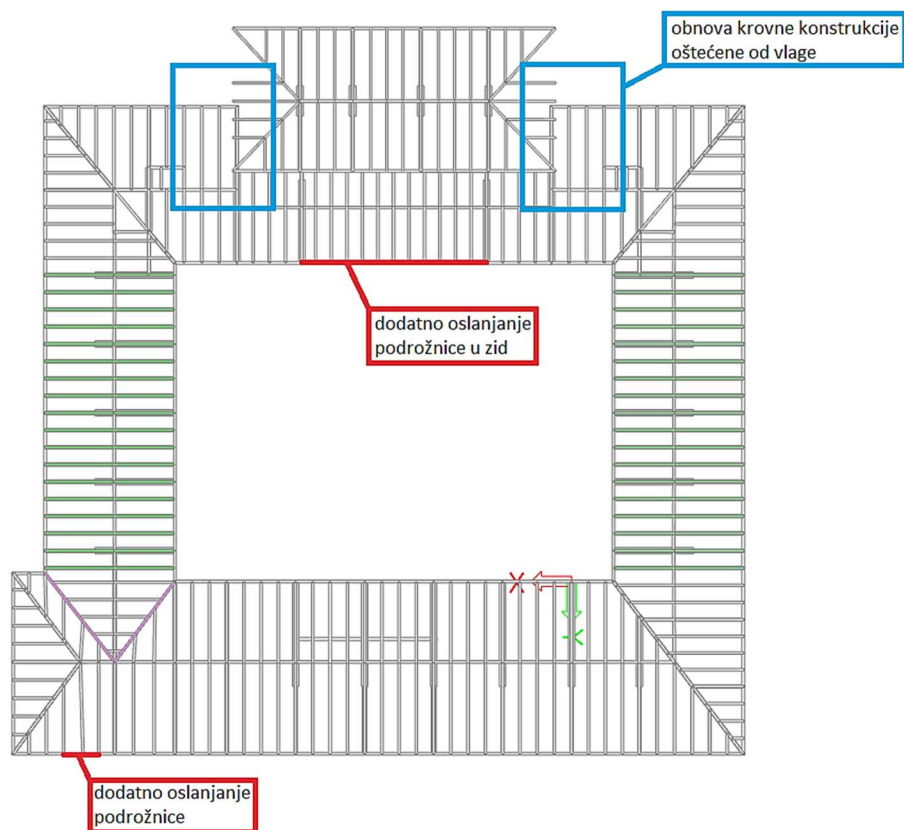 obnova krovne konstrukcije
oštećene od vlage
dodatno oslanjanje
podrožnice u zid
X
Y
dodatno oslanjanje
podrožnice